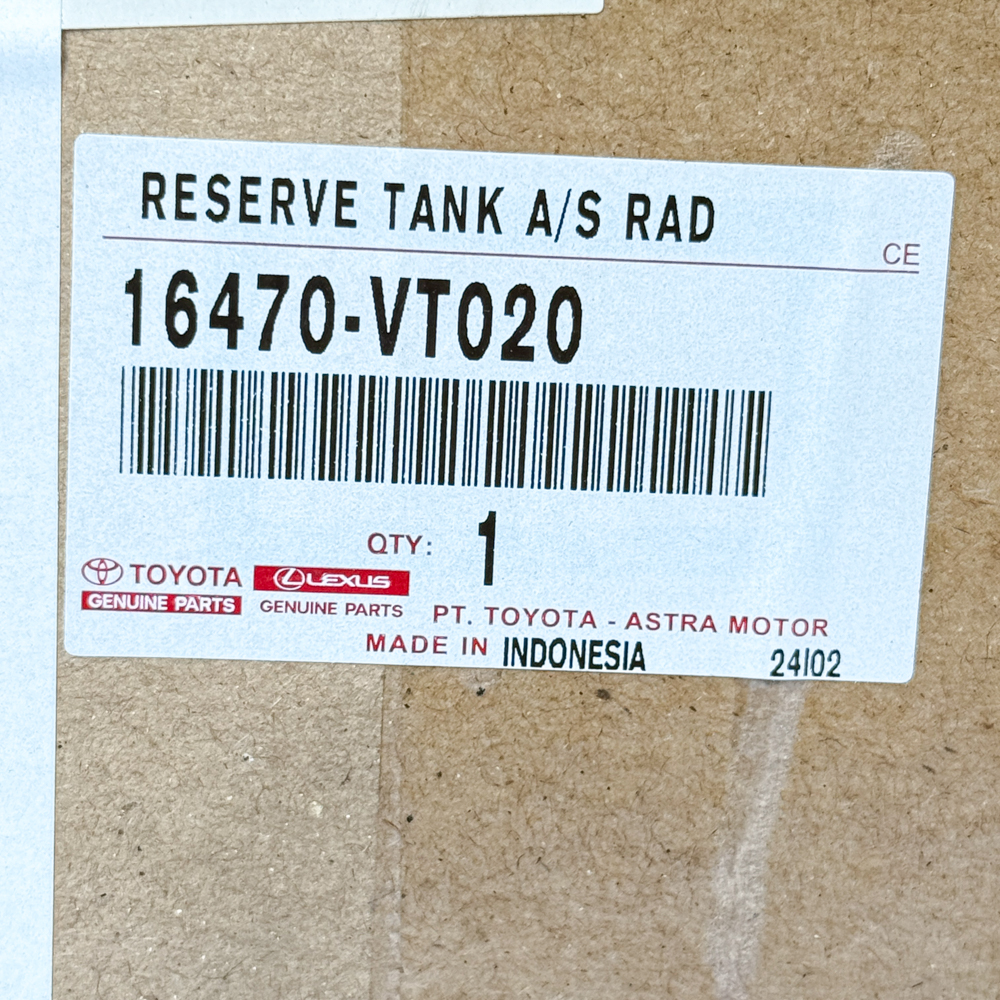 RESERVE TANK A/S RAD
CE
16470-VT020
QTY: 1
TOYOTA LEXUS
GENUINE PARTS GENUINE PARTS PT. TOYOTA - ASTRA MOTOR
MADE IN INDONESIA 24I02